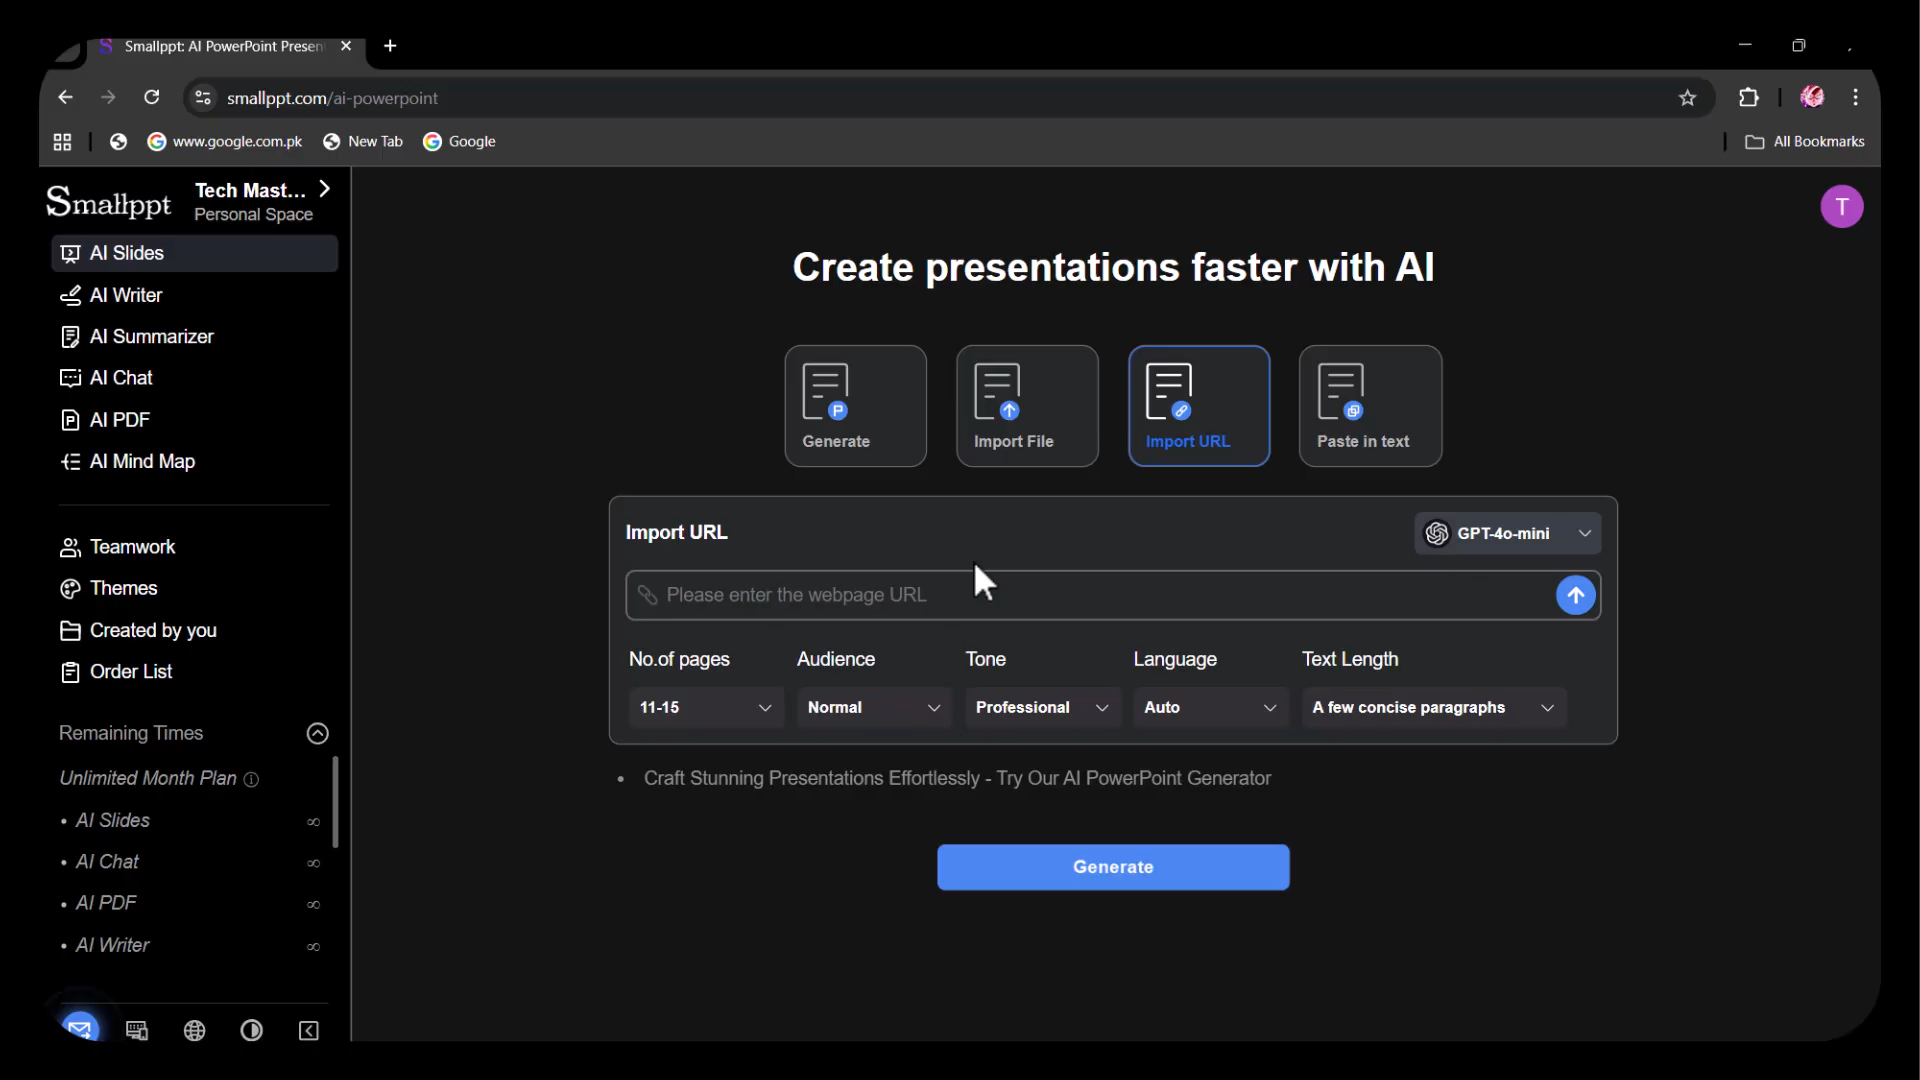 Smallppt: AI PowerPoint Presen
smallppt.com/ai-powerpoint
www.google.com.pk
New Tab
Google
All Bookmarks
Smallppt
Tech Mast...
Personal Space
T
AI Slides
AI Writer
AI Summarizer
AI Chat
AI PDF
AI Mind Map
Teamwork
Themes
Created by you
Order List
Remaining Times
Unlimited Month Plan
• AI Slides ∞
• AI Chat ∞
• AI PDF ∞
• AI Writer ∞
Create presentations faster with AI
Generate
Import File
Import URL
Paste in text
Import URL
GPT-4o-mini
Please enter the webpage URL
No.of pages Audience Tone Language Text Length
11-15 Normal Professional Auto A few concise paragraphs
• Craft Stunning Presentations Effortlessly - Try Our AI PowerPoint Generator
Generate